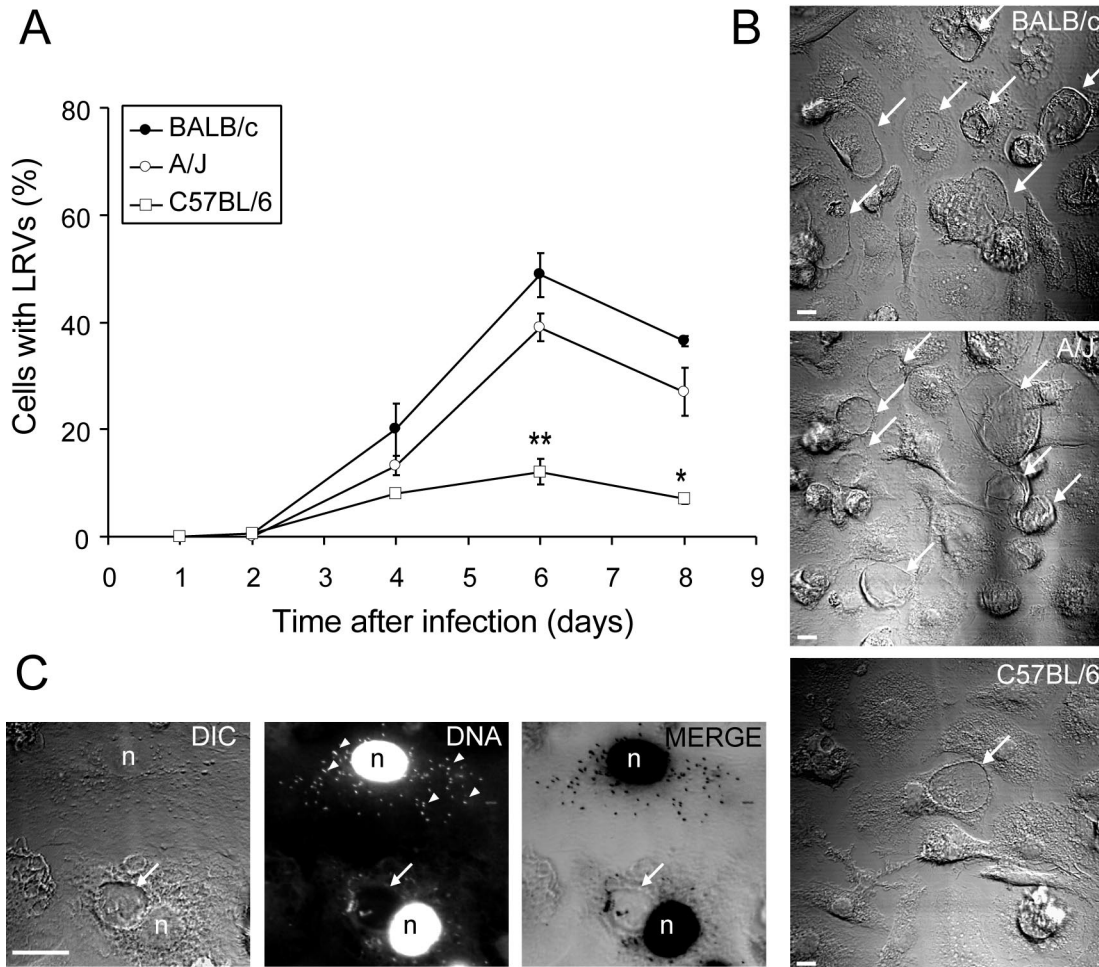 A
Cells with LRVs (%)
80
60
40
20
0
BALB/c
A/J
C57BL/6
**
*
0 1 2 3 4 5 6 7 8 9
Time after infection (days)
B
BALB/c
A/J
C57BL/6
C
DIC
n
n
DNA
n
n
MERGE
n
n